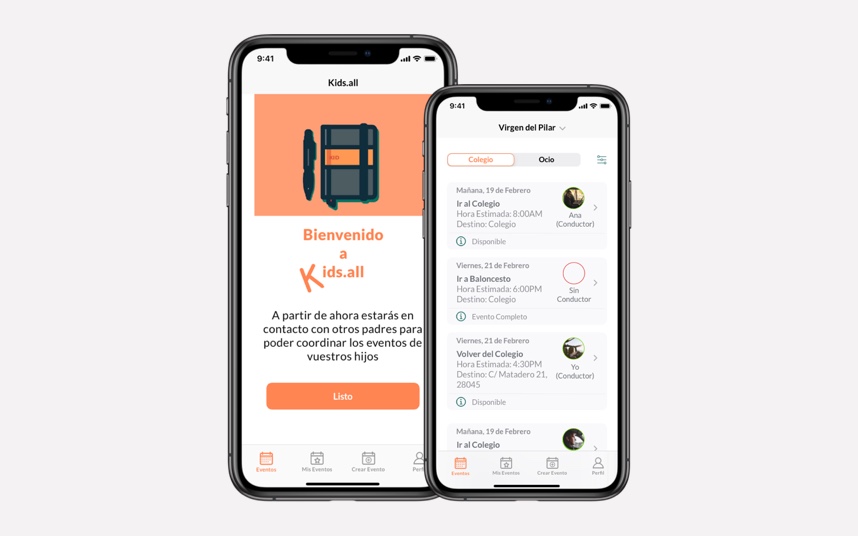 9:41
Kids.all
Bienvenido
a
Kids.all
A partir de ahora estarás en
contacto con otros padres para
poder coordinar los eventos de
vuestros hijos
Listo
Eventos
Mis Eventos
Crear Evento
Perfil
9:41
Virgen del Pilar
Colegio
Ocio
Mañana, 19 de Febrero
Ir al Colegio
Hora Estimada: 8:00AM
Destino: Colegio
Ana
(Conductor)
Disponible
Viernes, 21 de Febrero
Ir a Baloncesto
Hora Estimada: 6:00PM
Destino: Colegio
Sin
Conductor
Evento Completo
Viernes, 21 de Febrero
Volver del Colegio
Hora Estimada: 4:30PM
Destino: C/ Matadero 21,
28045
Yo
(Conductor)
Disponible
Mañana, 19 de Febrero
Ir al Colegio
Eventos
Mis Eventos
Crear Evento
Perfil